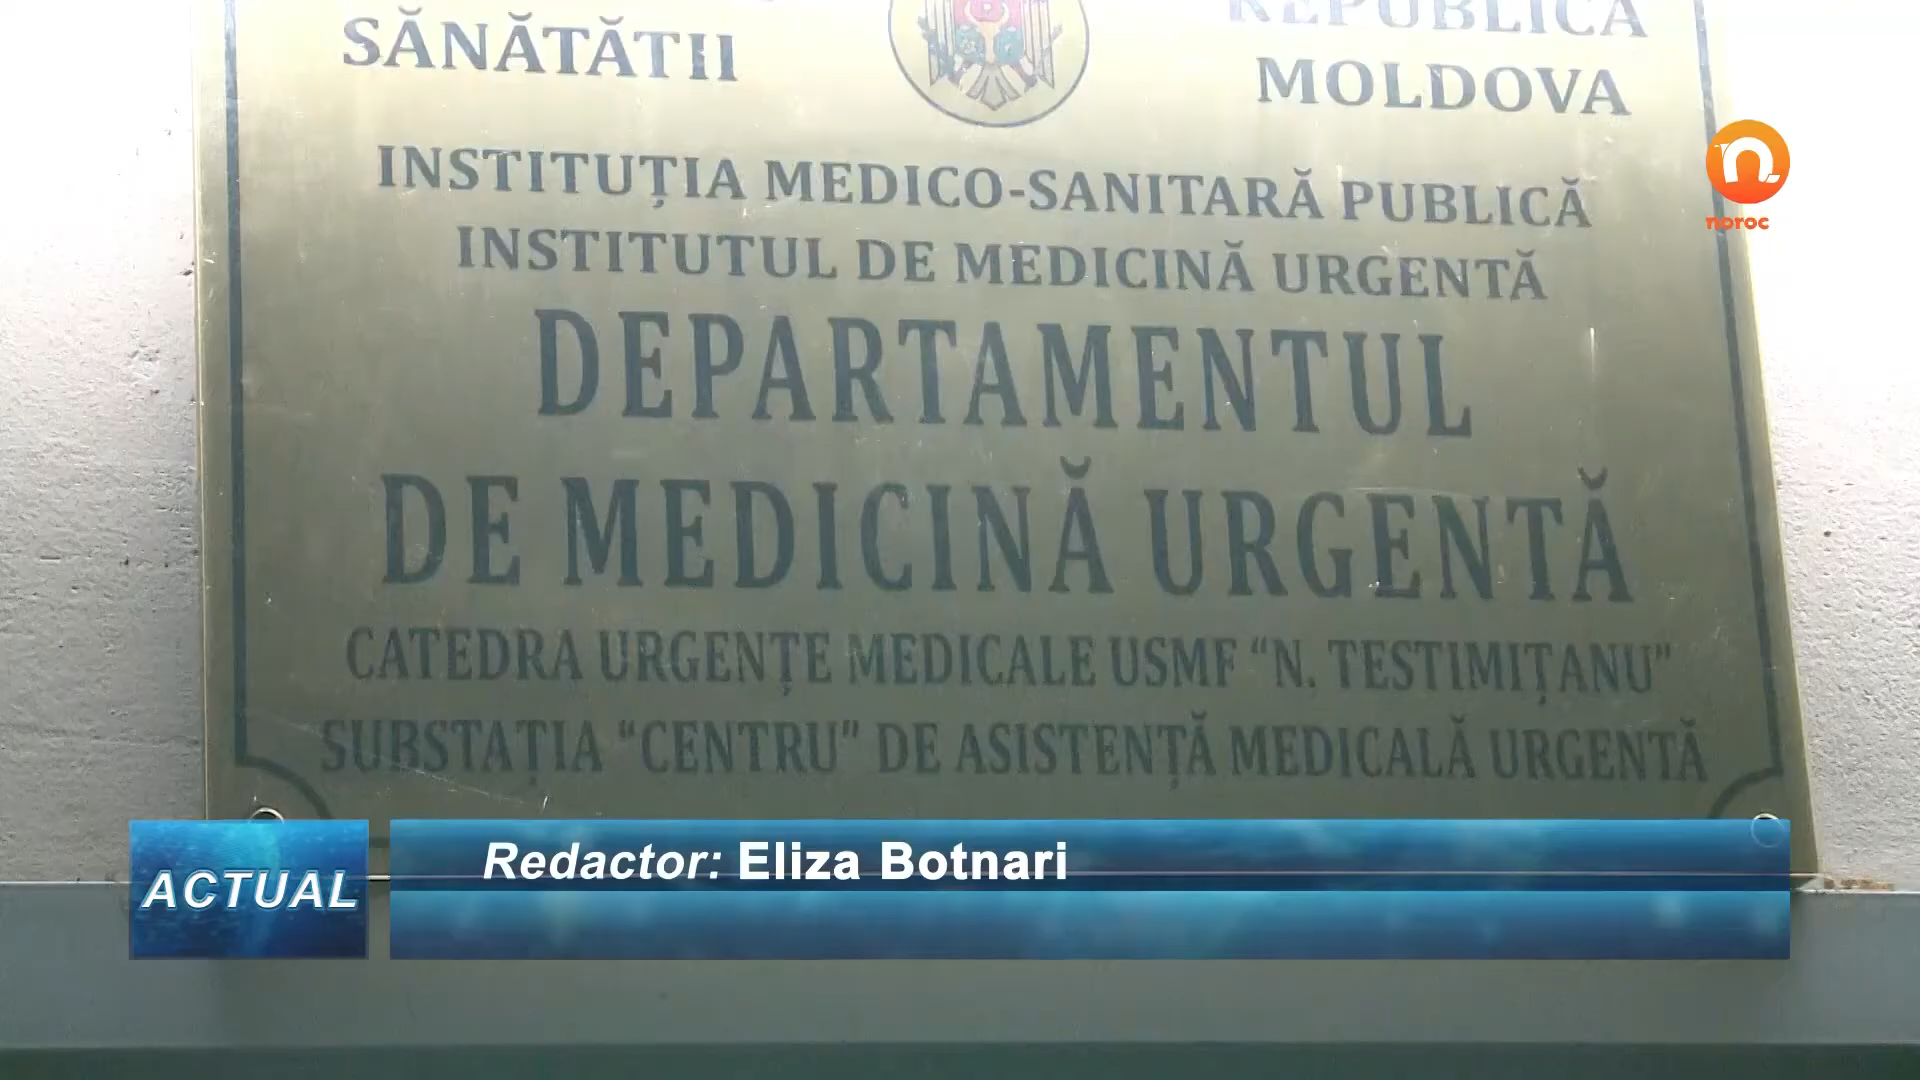 SĂNĂTĂTII
REPUBLICA
MOLDOVA
INSTITUȚIA MEDICO-SANITARĂ PUBLICĂ
INSTITUTUL DE MEDICINĂ URGENTĂ
DEPARTAMENTUL
DE MEDICINĂ URGENTĂ
CATEDRA URGENȚE MEDICALE USMF “N. TESTIMIȚANU”
SUBSTAȚIA “CENTRU” DE ASISTENȚĂ MEDICALĂ URGENTĂ
noroc
ACTUAL
Redactor: Eliza Botnari